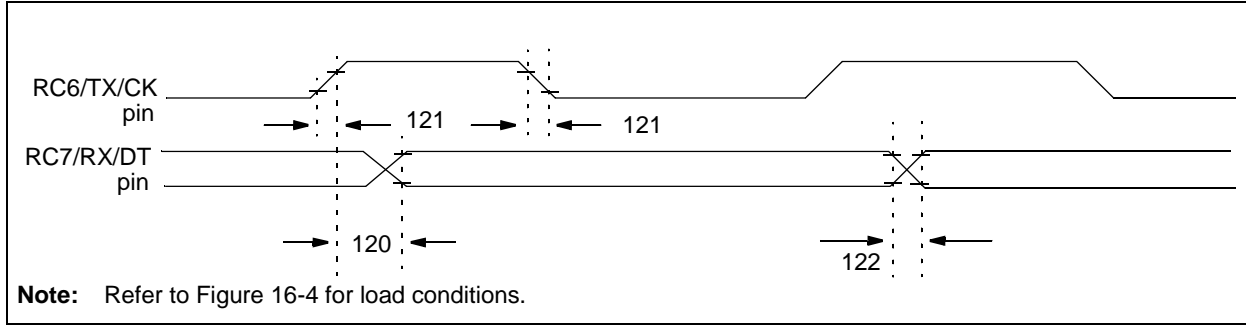 RC6/TX/CK
pin
121
121
RC7/RX/DT
pin
120
122
Note: Refer to Figure 16-4 for load conditions.